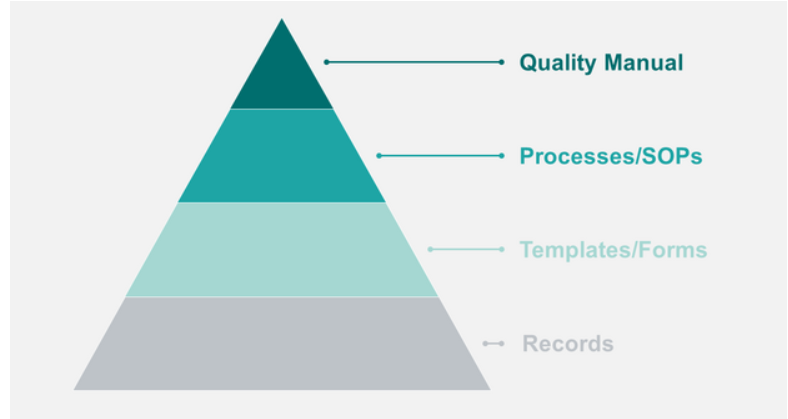 Quality Manual
Processes/SOPs
Templates/Forms
Records